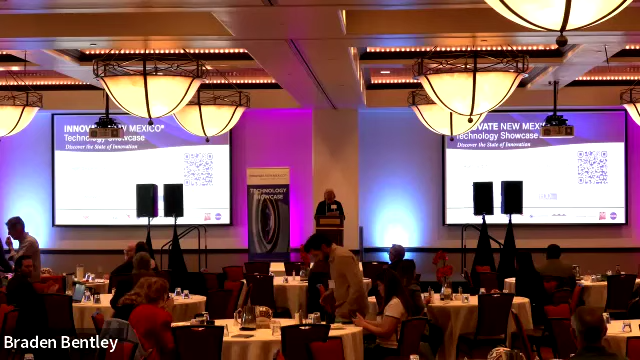 INNOVATE NEW MEXICO®
Technology Showcase
Discover the State of Innovation
INNOVATE NEW MEXICO
Technology Showcase
Discover the State of Innovation
TECHNOLOGY
SHOWCASE
Braden Bentley